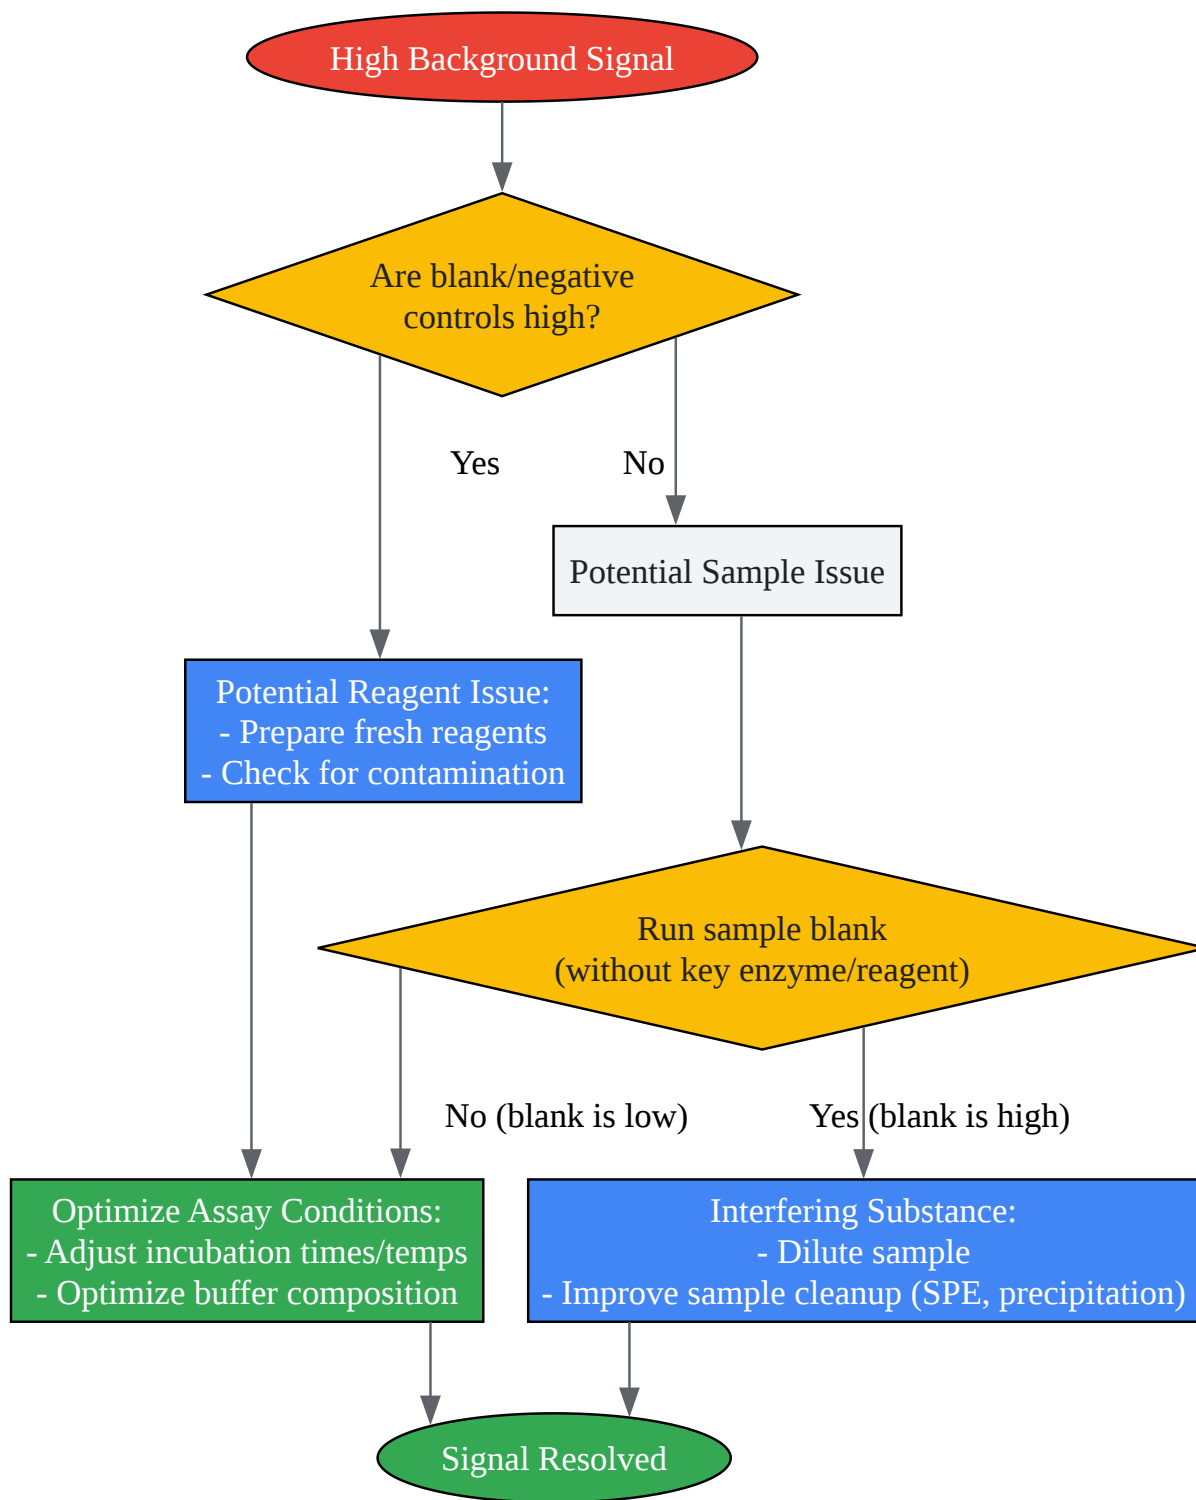 High Background Signal
Are blank/negative
controls high?
Yes
No
Potential Sample Issue
Potential Reagent Issue:
- Prepare fresh reagents
- Check for contamination
Run sample blank
(without key enzyme/reagent)
No (blank is low)
Yes (blank is high)
Optimize Assay Conditions:
- Adjust incubation times/temps
- Optimize buffer composition
Interfering Substance:
- Dilute sample
- Improve sample cleanup (SPE, precipitation)
Signal Resolved